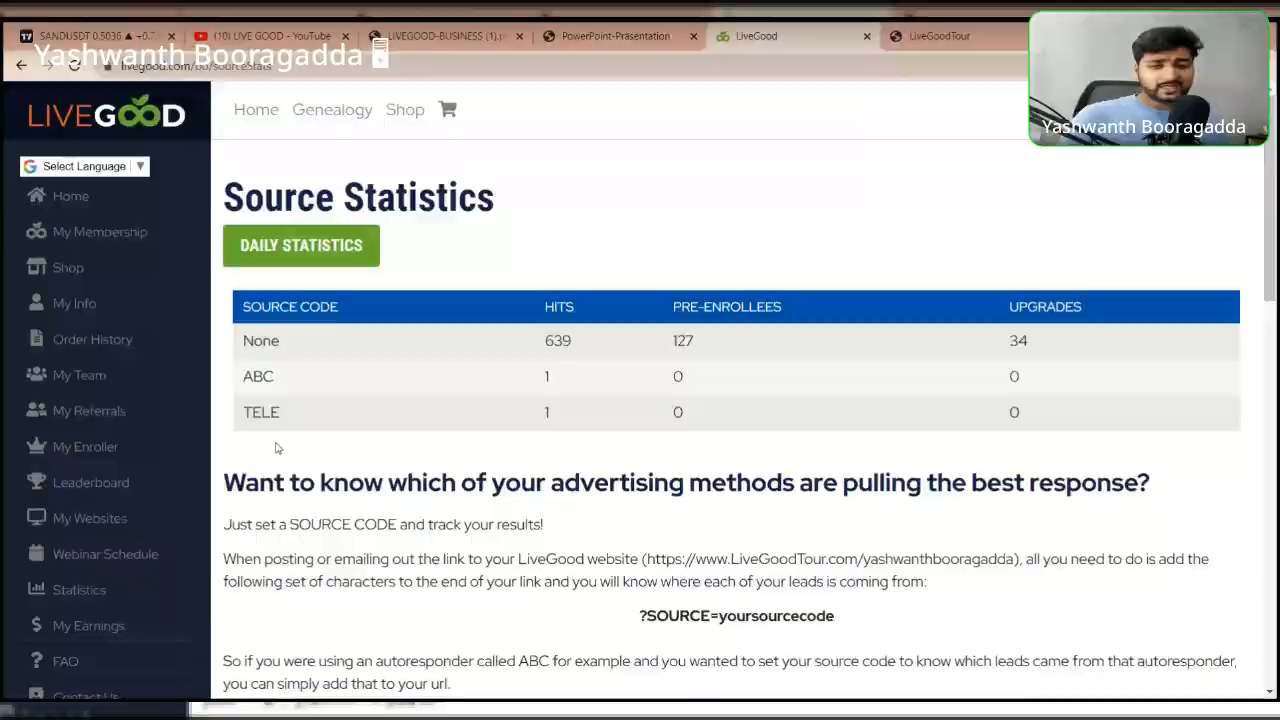 SANDUSDT 0.5036 ▲ +0.7
(10) LIVE GOOD - YouTube
LIVEGOOD-BUSINESS (1).p
PowerPoint-Presentation
LiveGood
LiveGoodTour
Yashwanth Booragadda
Yashwanth Booragadda
LIVEGOOD
Home Genealogy Shop
Select Language ▼
Home
My Membership
Shop
My Info
Order History
My Team
My Referrals
My Enroller
Leaderboard
My Websites
Webinar Schedule
Statistics
My Earnings
FAQ
Contact Us
Source Statistics
DAILY STATISTICS
SOURCE CODE HITS PRE-ENROLLEES UPGRADES
None 639 127 34
ABC 1 0 0
TELE 1 0 0
Want to know which of your advertising methods are pulling the best response?
Just set a SOURCE CODE and track your results!
When posting or emailing out the link to your LiveGood website (https://www.LiveGoodTour.com/yashwanthbooragadda), all you need to do is add the
following set of characters to the end of your link and you will know where each of your leads is coming from:
?SOURCE=yoursourcecode
So if you were using an autoresponder called ABC for example and you wanted to set your source code to know which leads came from that autoresponder,
you can simply add that to your url.